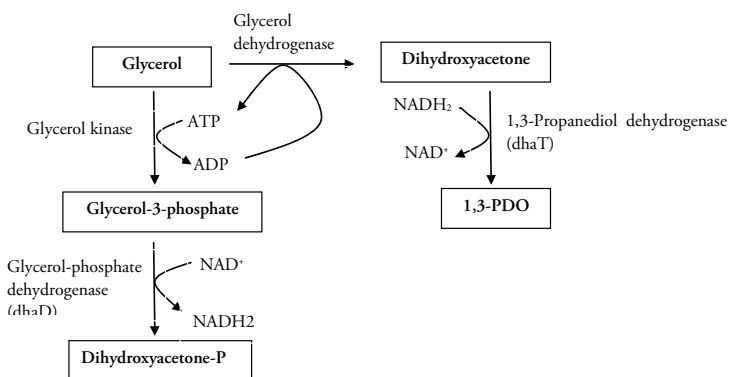 Glycerol
dehydrogenase
Glycerol
Dihydroxyacetone
Glycerol kinase
ATP
ADP
NADH₂
NAD⁺
1,3-Propanediol dehydrogenase
(dhaT)
Glycerol-3-phosphate
1,3-PDO
Glycerol-phosphate
dehydrogenase
(dhaD)
NAD⁺
NADH2
Dihydroxyacetone-P